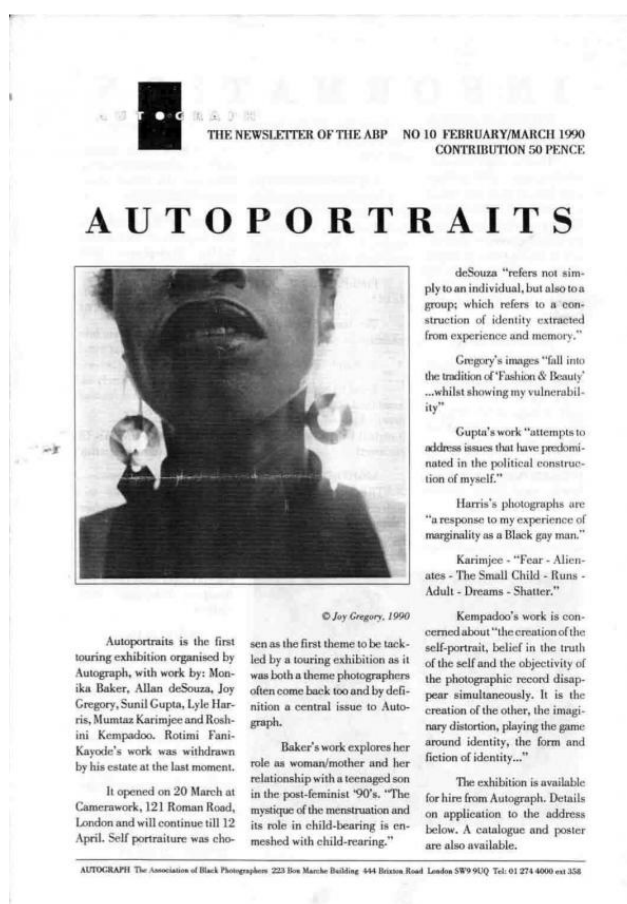 AUTOGRAPH
THE NEWSLETTER OF THE ABP NO 10 FEBRUARY/MARCH 1990
CONTRIBUTION 50 PENCE
AUTOPORTRAITS
© Joy Gregory, 1990
Autoportraits is the first
touring exhibition organised by
Autograph, with work by: Mon-
ika Baker, Allan deSouza, Joy
Gregory, Sunil Gupta, Lyle Har-
ris, Mumtaz Karimjee and Rosh-
ini Kempadoo. Rotimi Fani-
Kayode's work was withdrawn
by his estate at the last moment.
It opened on 20 March at
Camerawork, 121 Roman Road,
London and will continue till 12
April. Self portraiture was cho-
sen as the first theme to be tack-
led by a touring exhibition as it
was both a theme photographers
often come back too and by defi-
nition a central issue to Auto-
graph.
Baker's work explores her
role as woman/mother and her
relationship with a teenaged son
in the post-feminist '90's. "The
mystique of the menstruation and
its role in child-bearing is en-
meshed with child-rearing."
deSouza "refers not sim-
ply to an individual, but also to a
group; which refers to a con-
struction of identity extracted
from experience and memory."
Gregory's images "fall into
the tradition of 'Fashion & Beauty'
...whilst showing my vulnerabil-
ity"
Gupta's work "attempts to
address issues that have predomi-
nated in the political construc-
tion of myself."
Harris's photographs are
"a response to my experience of
marginality as a Black gay man."
Karimjee - "Fear - Alien-
ates - The Small Child - Runs -
Adult - Dreams - Shatter."
Kempadoo's work is con-
cerned about "the creation of the
self-portrait, belief in the truth
of the self and the objectivity of
the photographic record disap-
pear simultaneously. It is the
creation of the other, the imagi-
nary distortion, playing the game
around identity, the form and
fiction of identity..."
The exhibition is available
for hire from Autograph. Details
on application to the address
below. A catalogue and poster
are also available.
AUTOGRAPH The Association of Black Photographers 223 Bon Marche Building 444 Brixton Road London SW9 9UQ Tel: 01 274 4000 ext 358